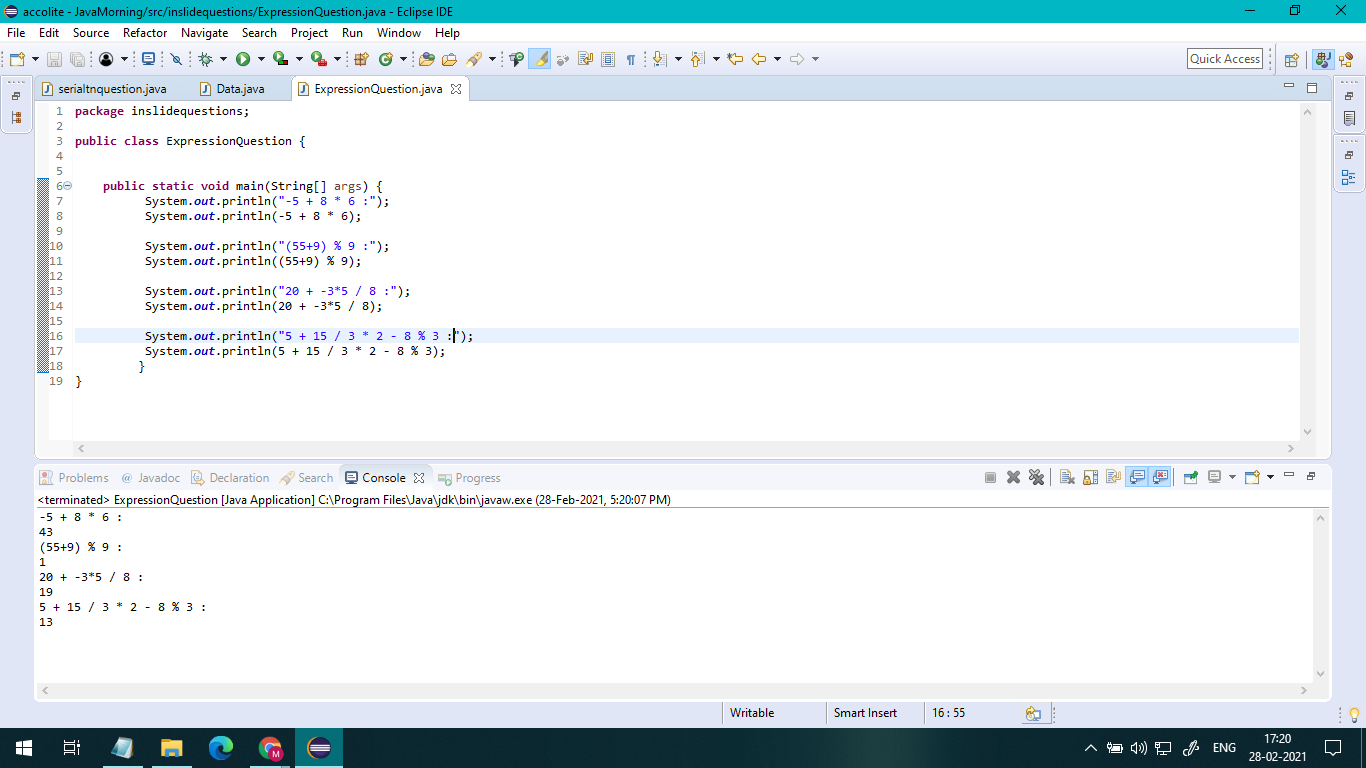 accolite - JavaMorning/src/inslidequestions/ExpressionQuestion.java - Eclipse IDE
File Edit Source Refactor Navigate Search Project Run Window Help
Quick Access
serialtnquestion.java Data.java ExpressionQuestion.java
1 package inslidequestions;
2
3 public class ExpressionQuestion {
4
5
6 public static void main(String[] args) {
7 System.out.println("-5 + 8 * 6 :");
8 System.out.println(-5 + 8 * 6);
9
10 System.out.println("(55+9) % 9 :");
11 System.out.println((55+9) % 9);
12
13 System.out.println("20 + -3*5 / 8 :");
14 System.out.println(20 + -3*5 / 8);
15
16 System.out.println("5 + 15 / 3 * 2 - 8 % 3 :");
17 System.out.println(5 + 15 / 3 * 2 - 8 % 3);
18 }
19 }
Problems @ Javadoc Declaration Search Console Progress
<terminated> ExpressionQuestion [Java Application] C:\Program Files\Java\jdk\bin\javaw.exe (28-Feb-2021, 5:20:07 PM)
-5 + 8 * 6 :
43
(55+9) % 9 :
1
20 + -3*5 / 8 :
19
5 + 15 / 3 * 2 - 8 % 3 :
13
Writable Smart Insert 16 : 55
M
ENG
17:20
28-02-2021